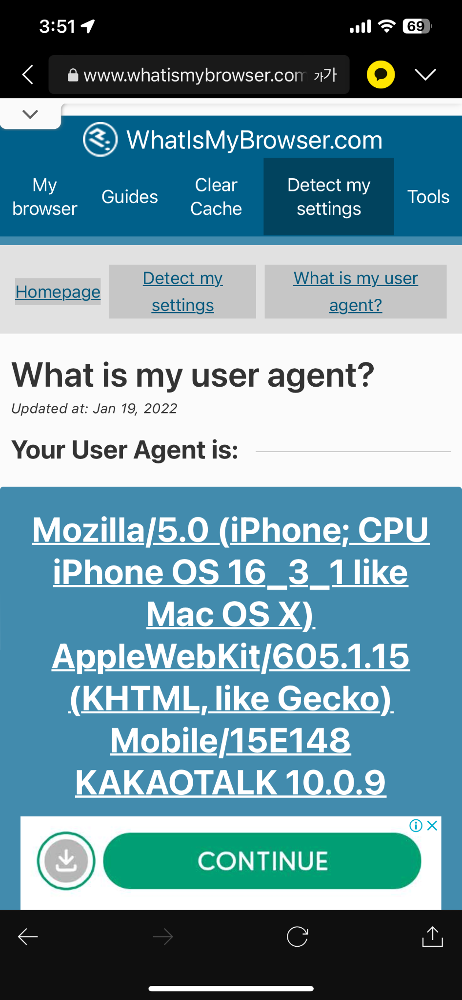 3:51
69
www.whatismybrowser.com
가가
WhatIsMyBrowser.com
My
browser
Guides
Clear
Cache
Detect my
settings
Tools
Homepage
Detect my
settings
What is my user
agent?
What is my user agent?
Updated at: Jan 19, 2022
Your User Agent is:
Mozilla/5.0 (iPhone; CPU
iPhone OS 16_3_1 like
Mac OS X)
AppleWebKit/605.1.15
(KHTML, like Gecko)
Mobile/15E148
KAKAOTALK 10.0.9
CONTINUE